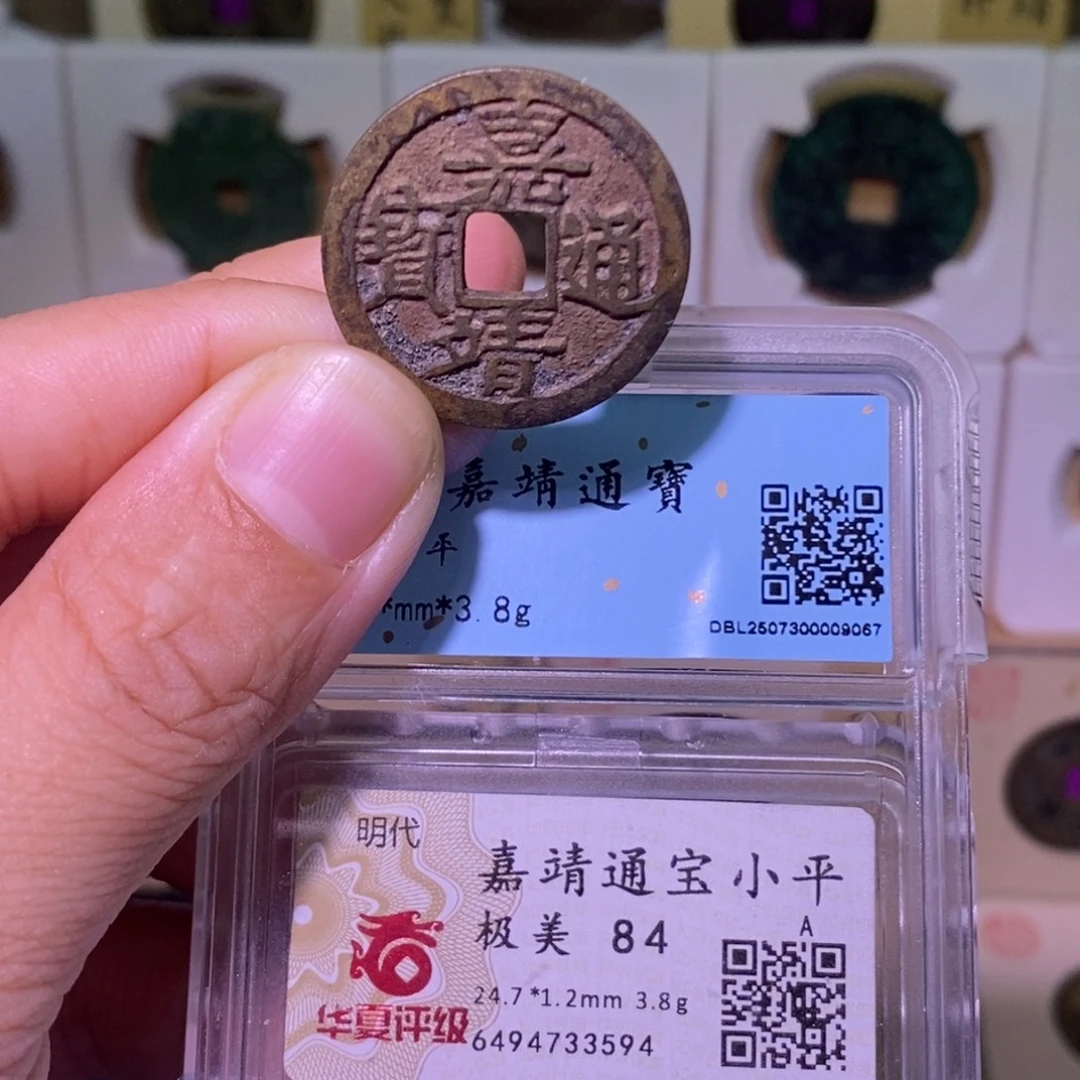 嘉靖通寶
嘉靖通寶
平
*mm*3.8g
DBL2507300009067
明代
嘉靖通宝小平
极美 84
A
24.7*1.2mm 3.8g
华夏评级
6494733594